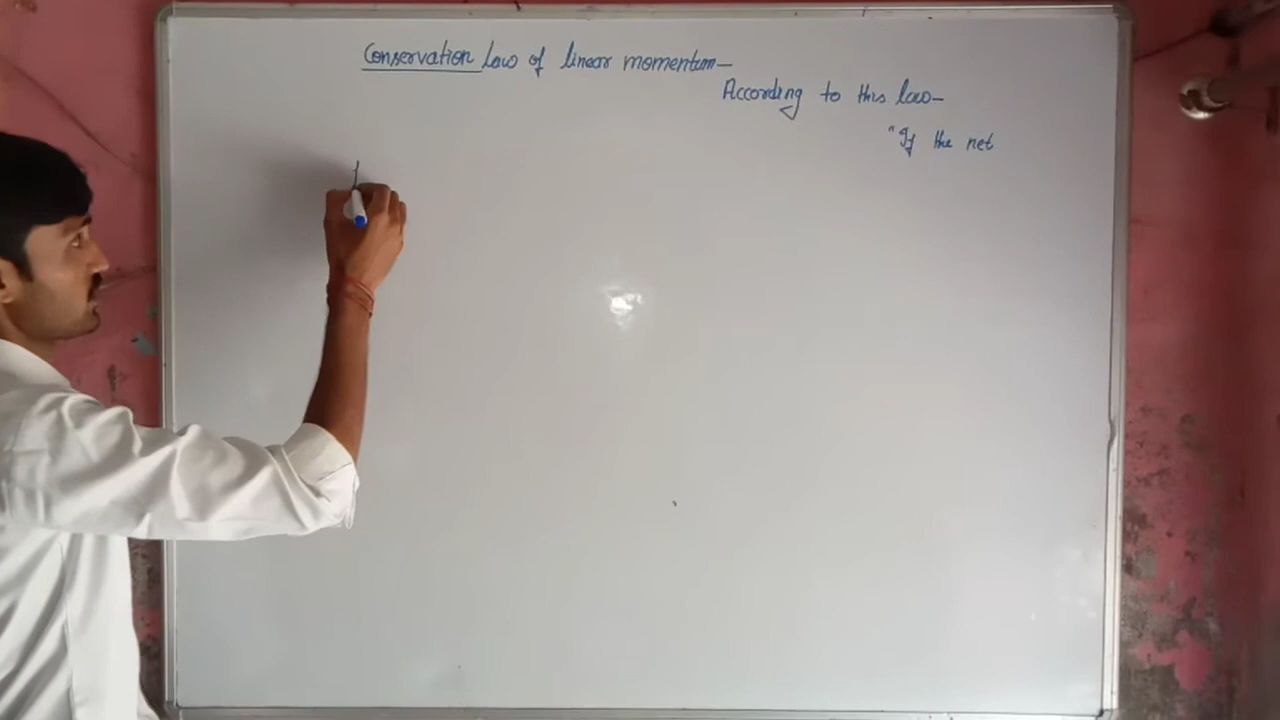 Conservation law of linear momentum—
According to this law—
"If the net